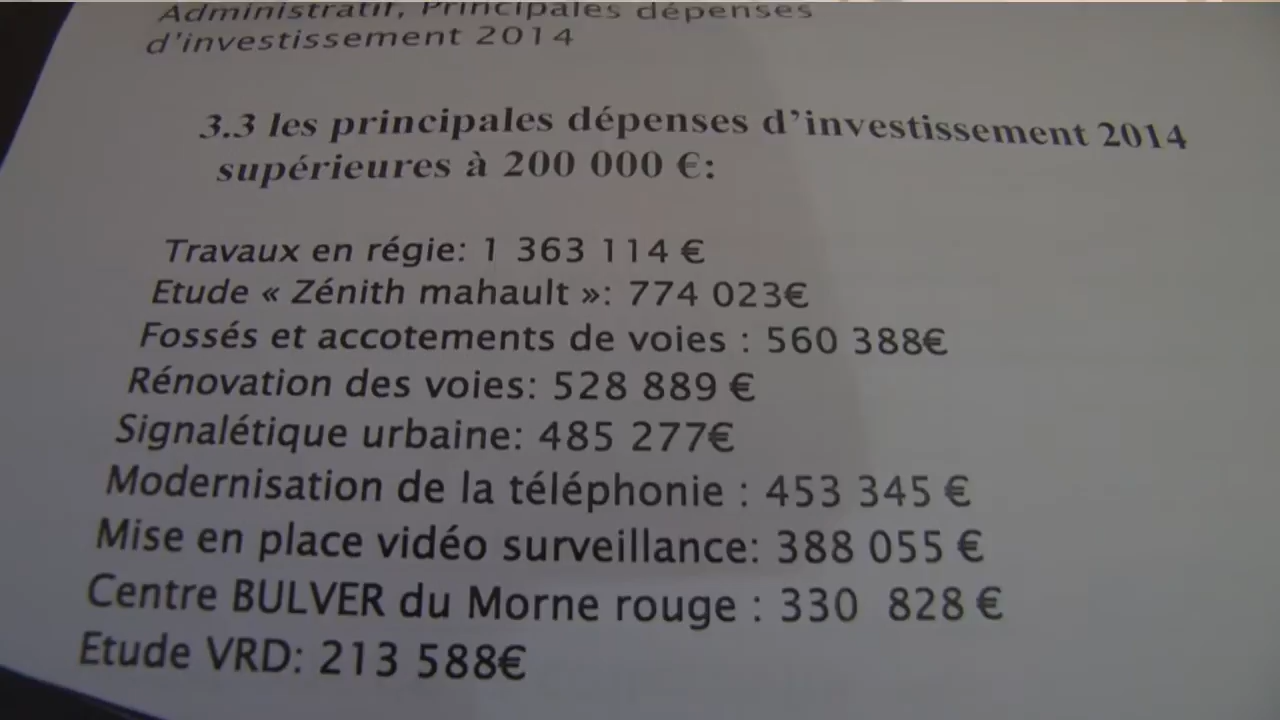 Administratif, Principales dépenses
d'investissement 2014
3.3 les principales dépenses d'investissement 2014
supérieures à 200 000 €:
Travaux en régie: 1 363 114 €
Etude « Zénith mahault »: 774 023€
Fossés et accotements de voies : 560 388€
Rénovation des voies: 528 889 €
Signalétique urbaine: 485 277€
Modernisation de la téléphonie : 453 345 €
Mise en place vidéo surveillance: 388 055 €
Centre BULVER du Morne rouge : 330 828 €
Etude VRD: 213 588€